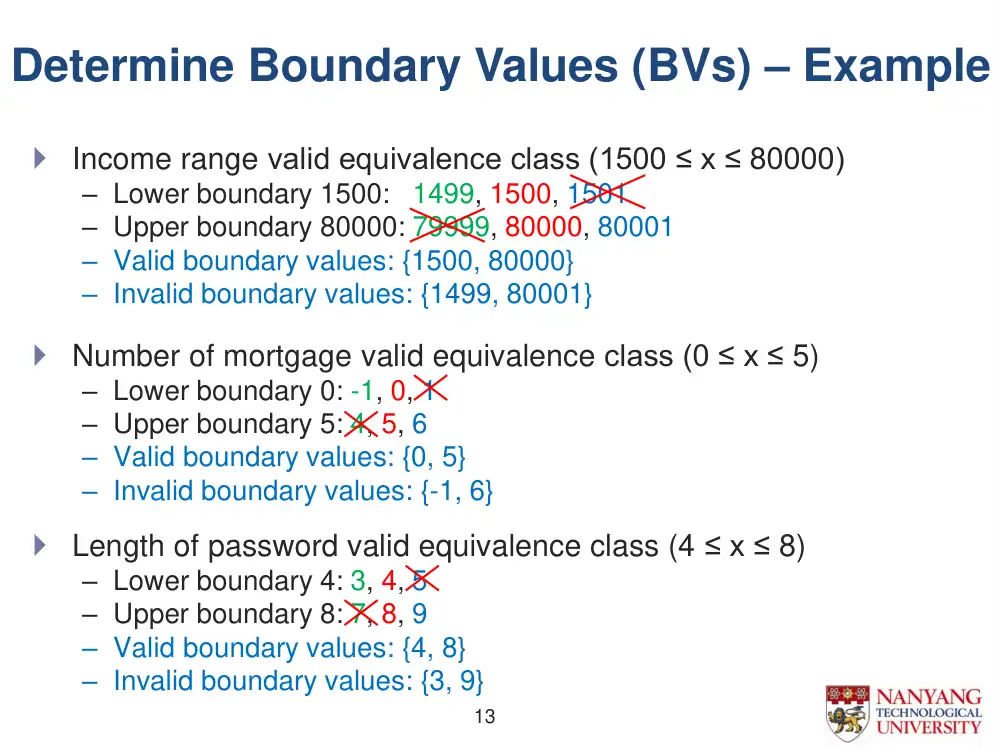 Determine Boundary Values (BVs) – Example
Income range valid equivalence class (1500 ≤ x ≤ 80000)
– Lower boundary 1500: 1499, 1500, 1501
– Upper boundary 80000: 79999, 80000, 80001
– Valid boundary values: {1500, 80000}
– Invalid boundary values: {1499, 80001}
Number of mortgage valid equivalence class (0 ≤ x ≤ 5)
– Lower boundary 0: -1, 0, 1
– Upper boundary 5: 4, 5, 6
– Valid boundary values: {0, 5}
– Invalid boundary values: {-1, 6}
Length of password valid equivalence class (4 ≤ x ≤ 8)
– Lower boundary 4: 3, 4, 5
– Upper boundary 8: 7, 8, 9
– Valid boundary values: {4, 8}
– Invalid boundary values: {3, 9}
13
NANYANG
TECHNOLOGICAL
UNIVERSITY